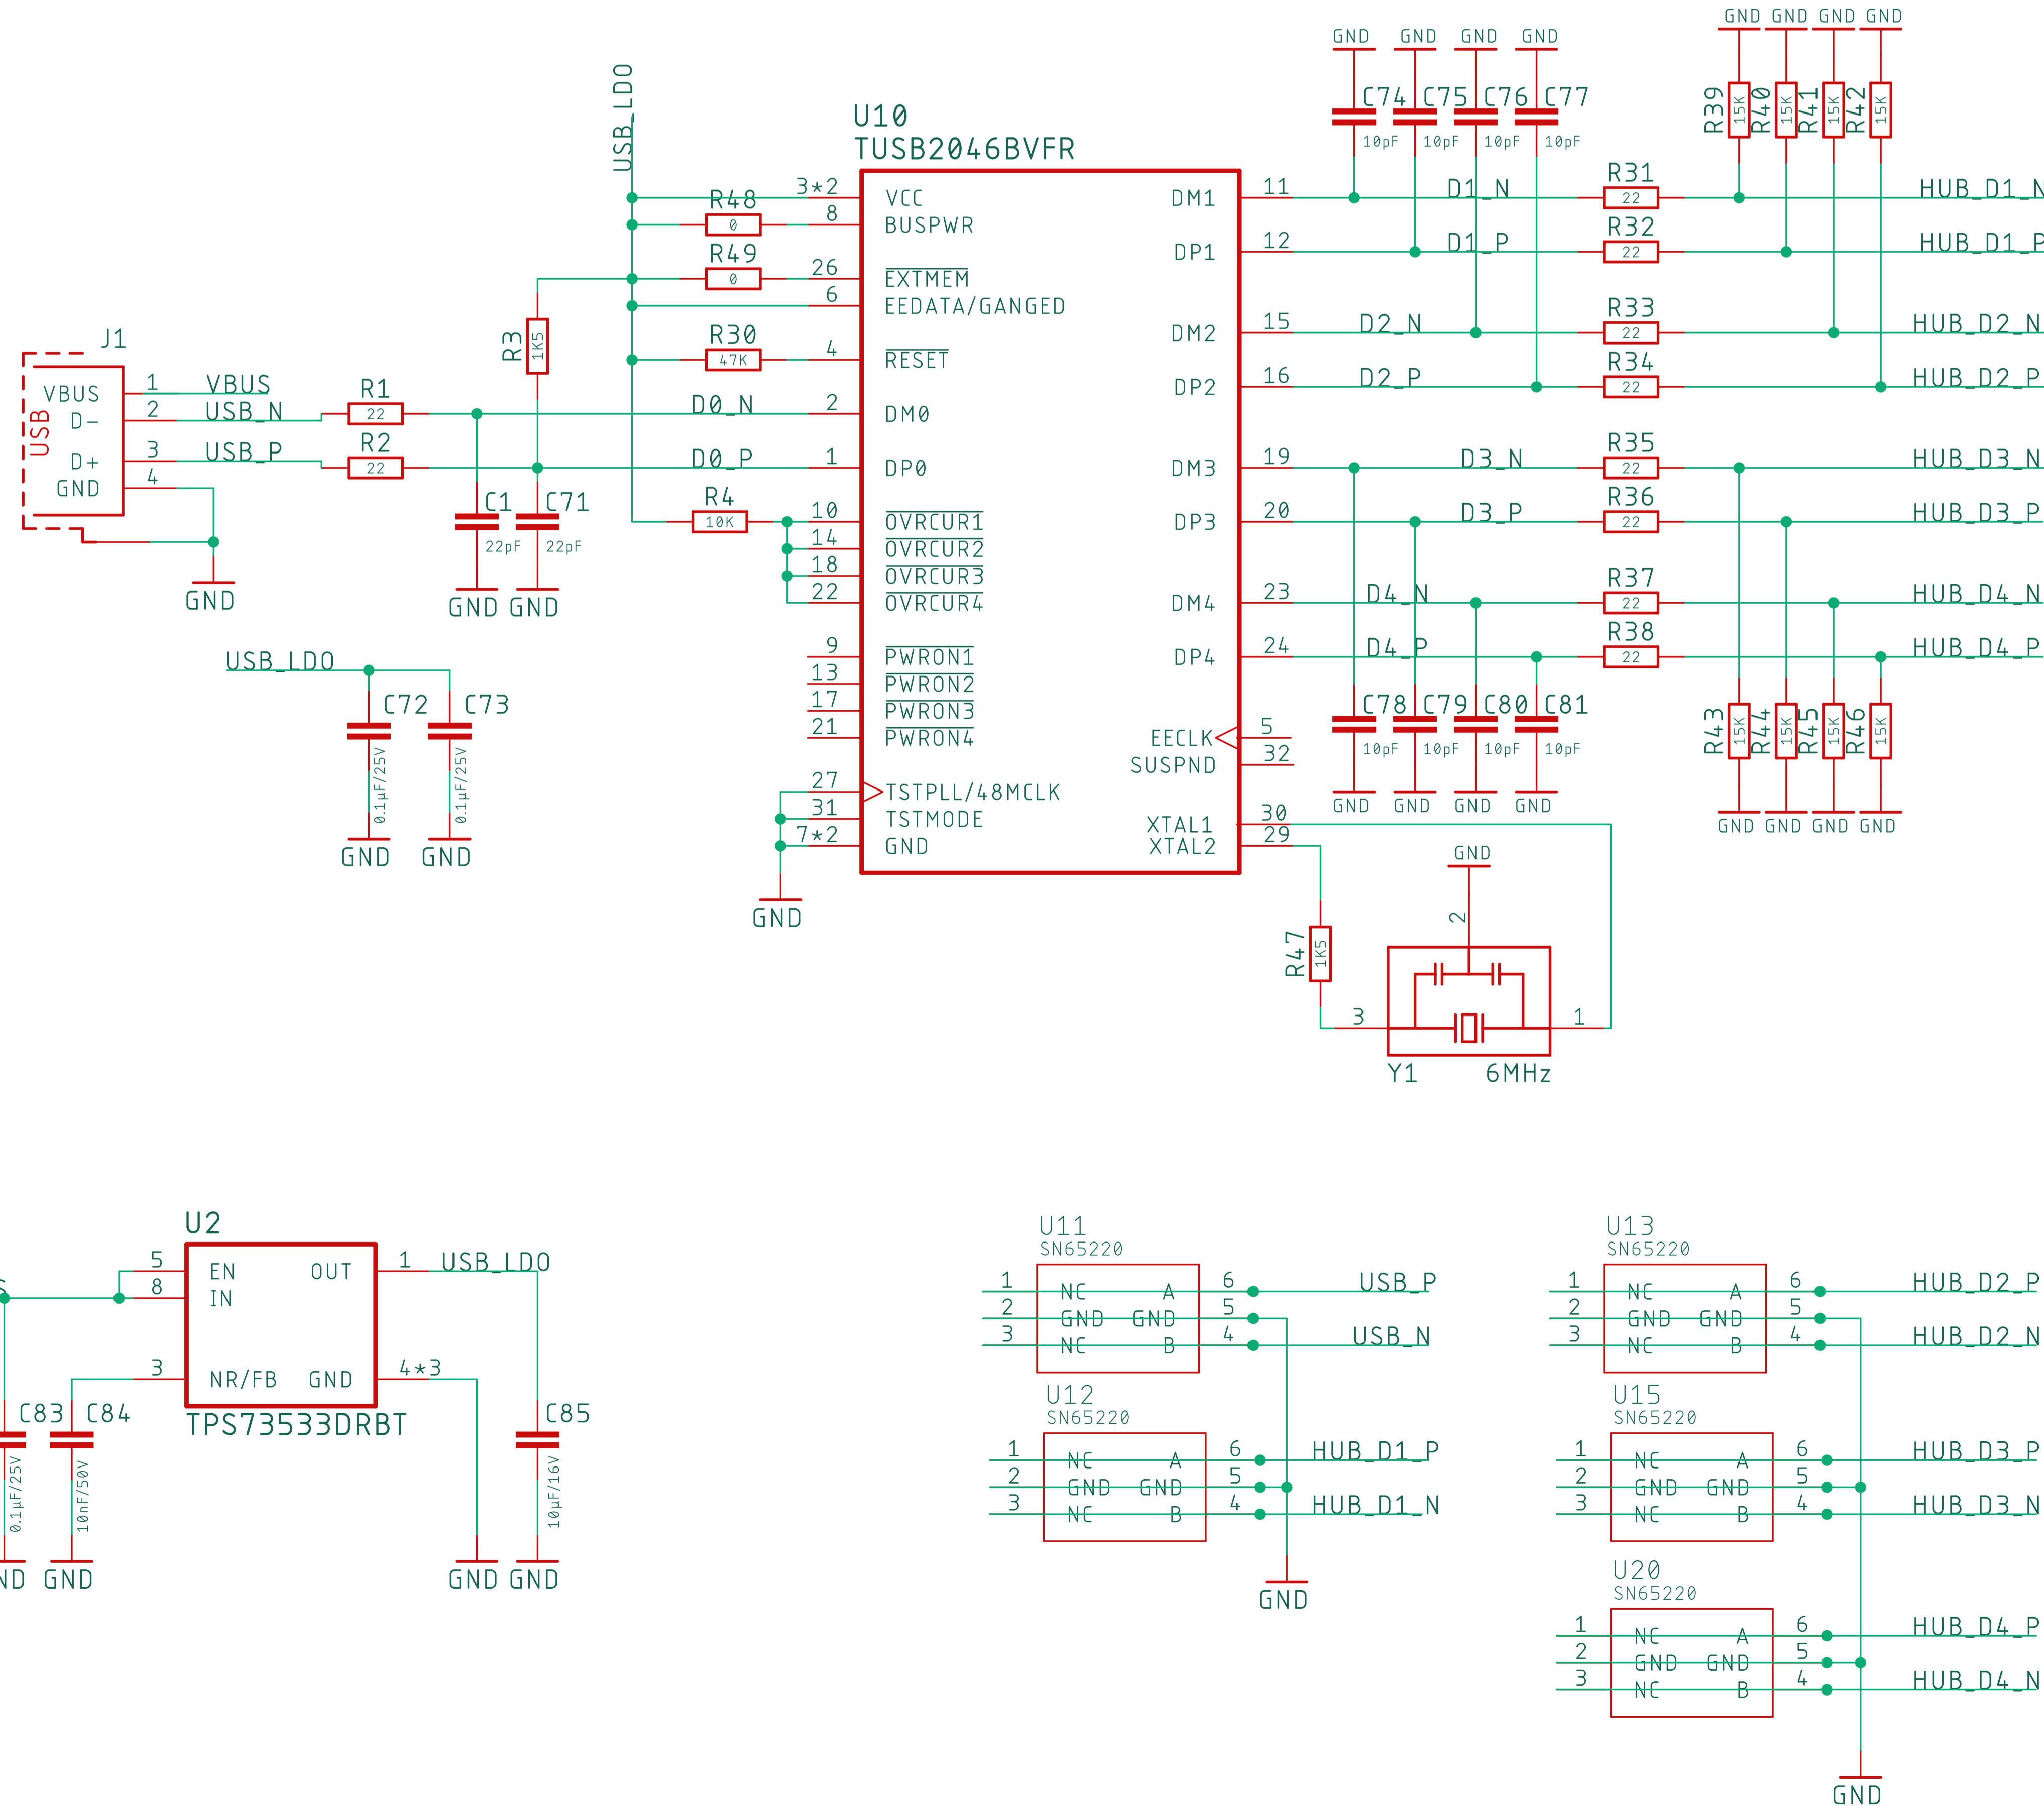 GND GND GND GND
GND GND GND GND
USB_LDO
C74 C75 C76 C77
10pF 10pF 10pF 10pF
R39 R40 R41 R42
15K 15K 15K 15K
U10
TUSB2046BVFR
3*2 VCC
R48 0 8 BUSPWR
R49 0 26 EXTMEM
6 EEDATA/GANGED
R30 47K 4 RESET
2 DM0
1 DP0
R4 10K 10 OVRCUR1
14 OVRCUR2
18 OVRCUR3
22 OVRCUR4
9 PWRON1
13 PWRON2
17 PWRON3
21 PWRON4
27 TSTPLL/48MCLK
31 TSTMODE
7*2 GND
GND
DM1 11 D1_N R31 22 HUB_D1_N
DP1 12 D1_P R32 22 HUB_D1_P
DM2 15 D2_N R33 22 HUB_D2_N
DP2 16 D2_P R34 22 HUB_D2_P
DM3 19 D3_N R35 22 HUB_D3_N
DP3 20 D3_P R36 22 HUB_D3_P
DM4 23 D4_N R37 22 HUB_D4_N
DP4 24 D4_P R38 22 HUB_D4_P
EECLK 5
SUSPND 32
XTAL1 30
XTAL2 29
C78 C79 C80 C81
10pF 10pF 10pF 10pF
GND GND GND GND
R43 R44 R45 R46
15K 15K 15K 15K
GND GND GND GND
J1
USB
VBUS 1 VBUS
D- 2 USB_N R1 22 D0_N
D+ 3 USB_P R2 22 D0_P
GND 4
GND
R3 1K5
C1 C71
22pF 22pF
GND GND
USB_LDO
C72 C73
0.1µF/25V 0.1µF/25V
GND GND
GND
2
R47 1K5
3 1
Y1 6MHz
U2
5 EN OUT 1 USB_LDO
8 IN
3 NR/FB GND 4*3
TPS73533DRBT
C83 C84 C85
0.1µF/25V 10nF/50V 10µF/16V
GND GND GND
U11
SN65220
1 NC A 6 USB_P
2 GND GND 5
3 NC B 4 USB_N
U12
SN65220
1 NC A 6 HUB_D1_P
2 GND GND 5
3 NC B 4 HUB_D1_N
GND
U13
SN65220
1 NC A 6 HUB_D2_P
2 GND GND 5
3 NC B 4 HUB_D2_N
U15
SN65220
1 NC A 6 HUB_D3_P
2 GND GND 5
3 NC B 4 HUB_D3_N
U20
SN65220
1 NC A 6 HUB_D4_P
2 GND GND 5
3 NC B 4 HUB_D4_N
GND